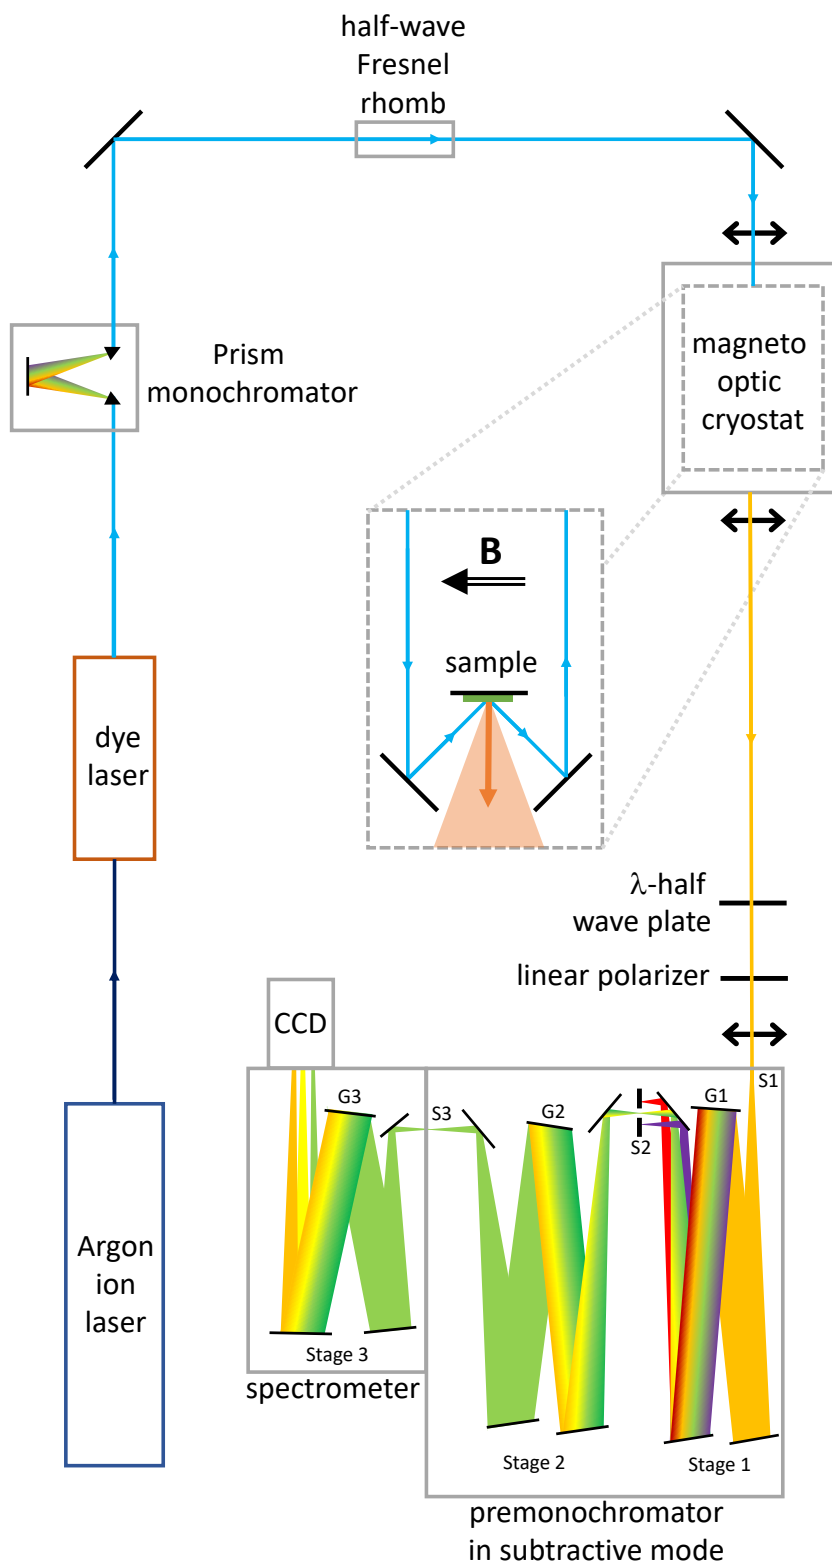 half-wave
Fresnel
rhomb
Prism
monochromator
magneto
optic
cryostat
B
sample
dye
laser
λ-half
wave plate
linear polarizer
CCD
S1
G3
S3
G2
G1
S2
Argon
ion
laser
Stage 3
Stage 2
Stage 1
spectrometer
premonochromator
in subtractive mode